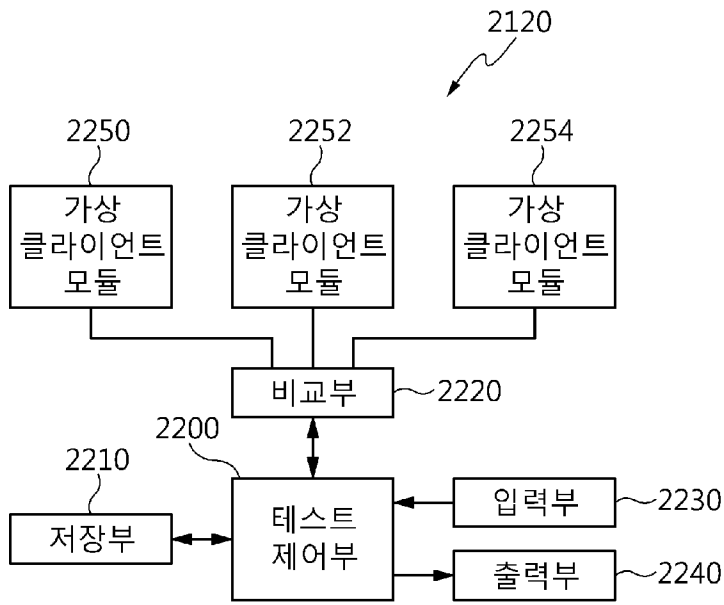 2120
2250
2252
2254
가상
클라이언트
모듈
가상
클라이언트
모듈
가상
클라이언트
모듈
비교부
2220
2200
2210
저장부
테스트
제어부
입력부
2230
출력부
2240